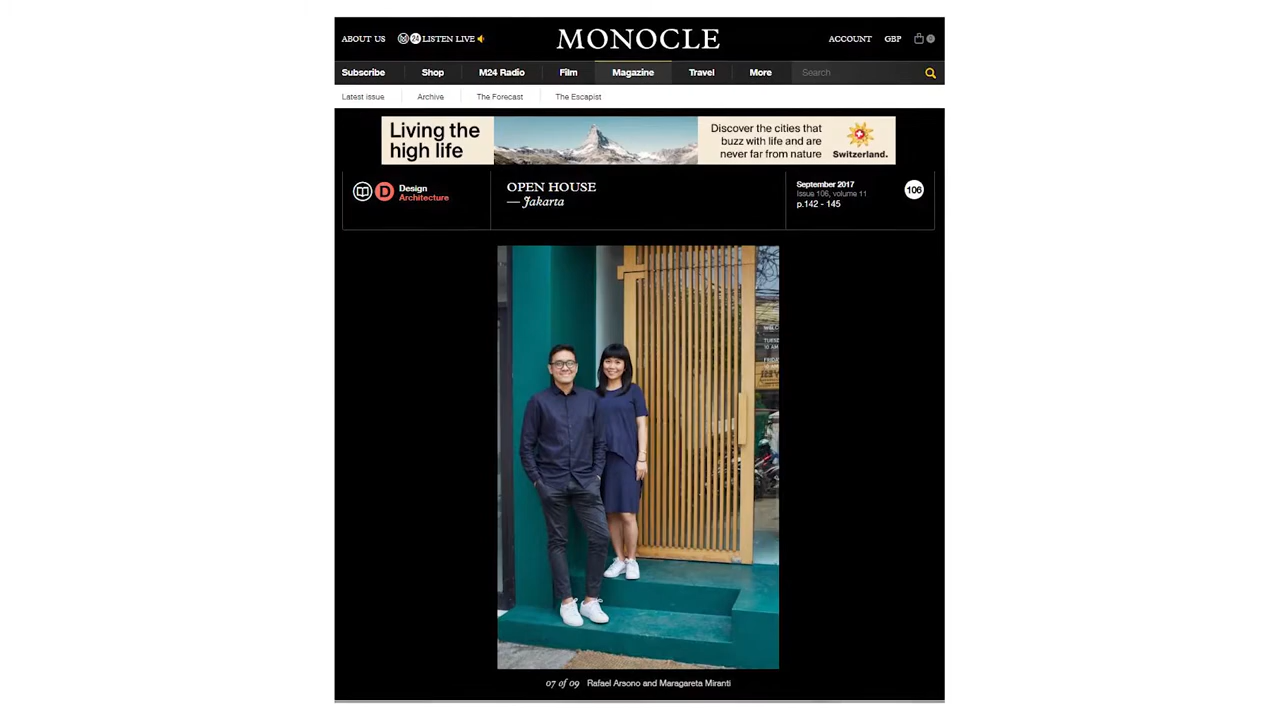 ABOUT US
24
LISTEN LIVE
MONOCLE
ACCOUNT
GBP
0
Subscribe
Shop
M24 Radio
Film
Magazine
Travel
More
Search
Latest issue
Archive
The Forecast
The Escapist
Living the
high life
Discover the cities that
buzz with life and are
never far from nature
Switzerland.
D
Design
Architecture
OPEN HOUSE
— Jakarta
September 2017
Issue 106, volume 11
p.142 - 145
106
07 of 09 Rafael Arsono and Maragareta Miranti